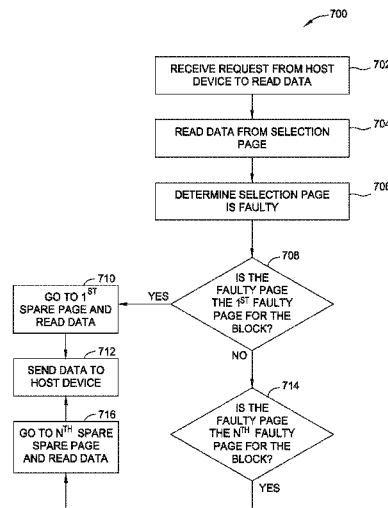 700
RECEIVE REQUEST FROM HOST
DEVICE TO READ DATA
702
READ DATA FROM SELECTION
PAGE
704
DETERMINE SELECTION PAGE
IS FAULTY
706
708
IS THE
FAULTY PAGE
THE 1ST FAULTY
PAGE FOR THE
BLOCK?
YES
710
GO TO 1ST
SPARE PAGE AND
READ DATA
712
SEND DATA TO
HOST DEVICE
NO
714
IS THE
FAULTY PAGE
THE NTH FAULTY
PAGE FOR THE
BLOCK?
716
GO TO NTH SPARE
SPARE PAGE
AND READ DATA
YES